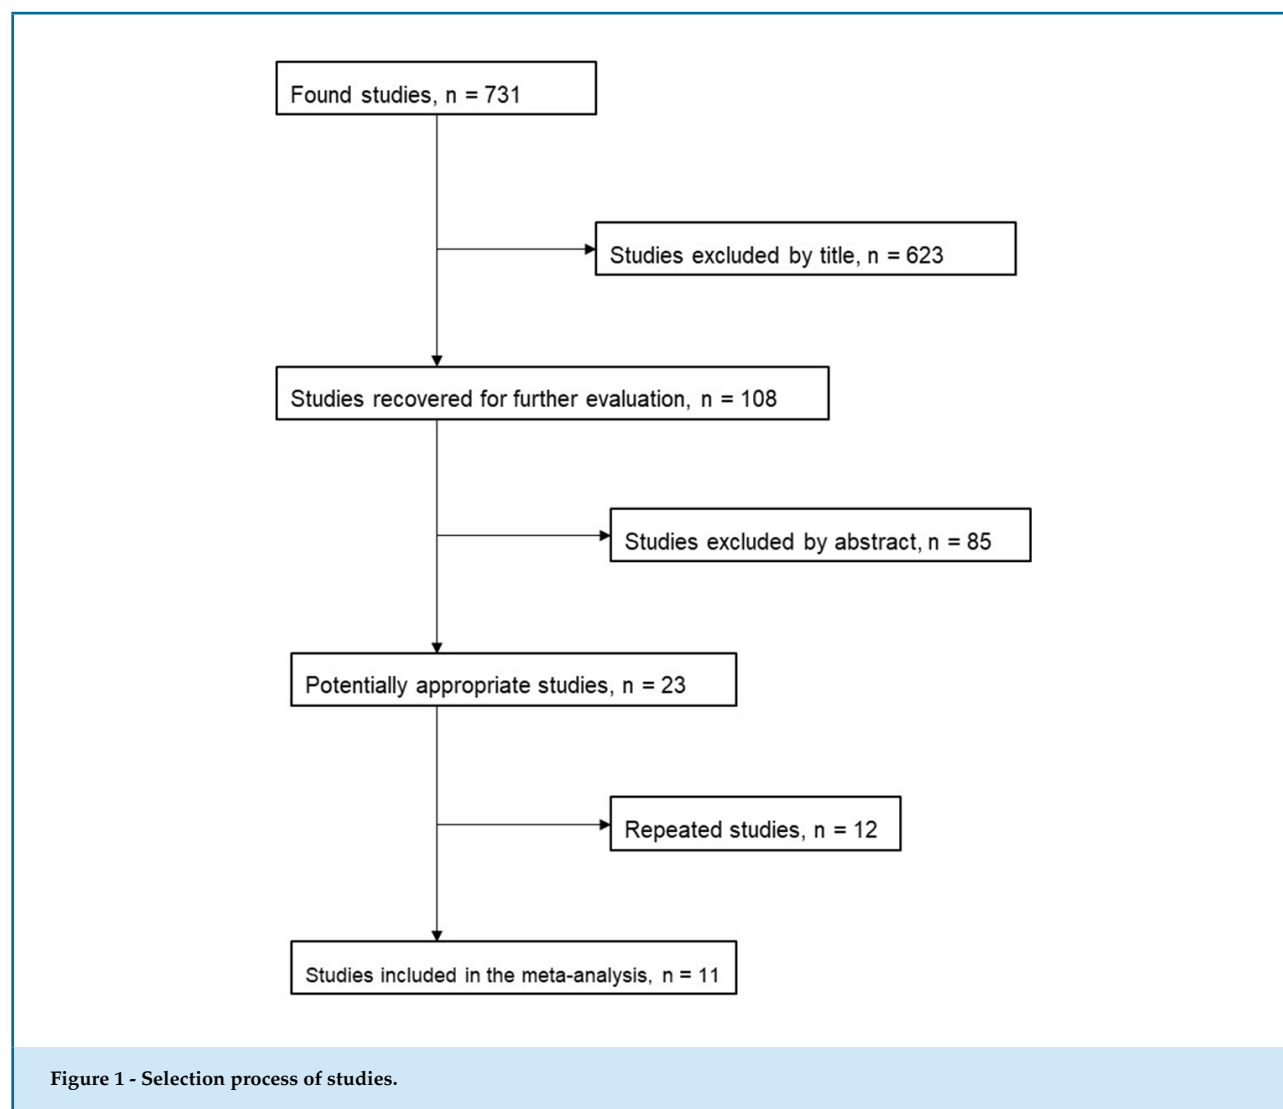 Found studies, n = 731
Studies excluded by title, n = 623
Studies recovered for further evaluation, n = 108
Studies excluded by abstract, n = 85
Potentially appropriate studies, n = 23
Repeated studies, n = 12
Studies included in the meta-analysis, n = 11
Figure 1 - Selection process of studies.